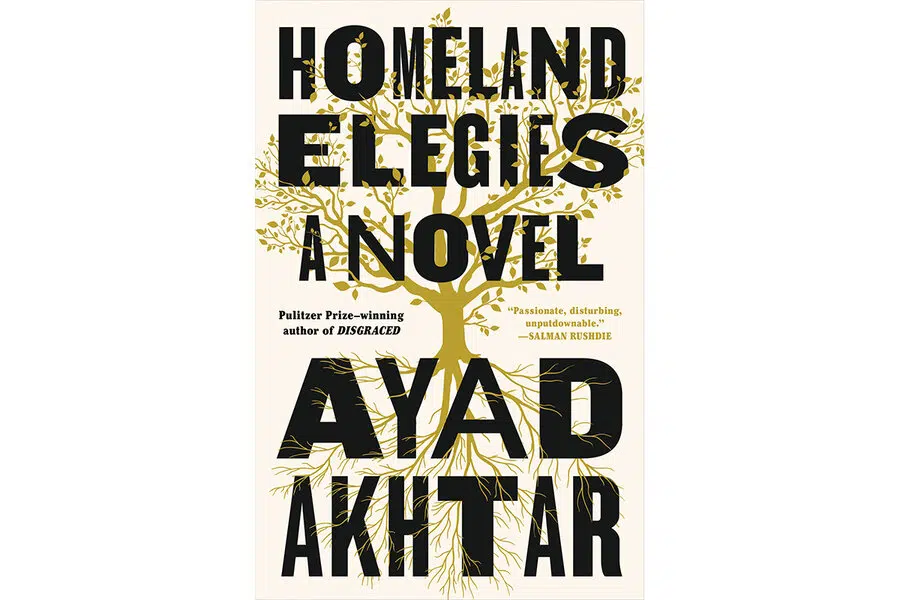 HOMELAND
ELEGIES
A NOVEL
Pulitzer Prize–winning
author of DISGRACED
“Passionate, disturbing,
unputdownable.”
—SALMAN RUSHDIE
AYAD
AKHTAR